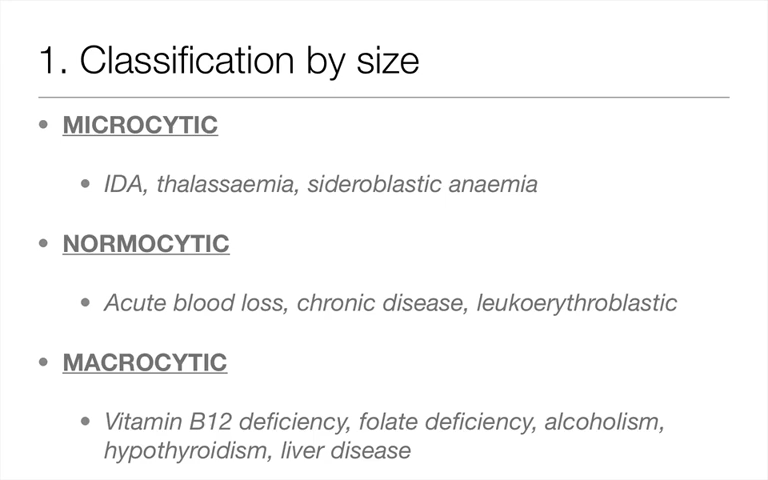 1. Classification by size
• MICROCYTIC
• IDA, thalassaemia, sideroblastic anaemia
• NORMOCYTIC
• Acute blood loss, chronic disease, leukoerythroblastic
• MACROCYTIC
• Vitamin B12 deficiency, folate deficiency, alcoholism,
hypothyroidism, liver disease